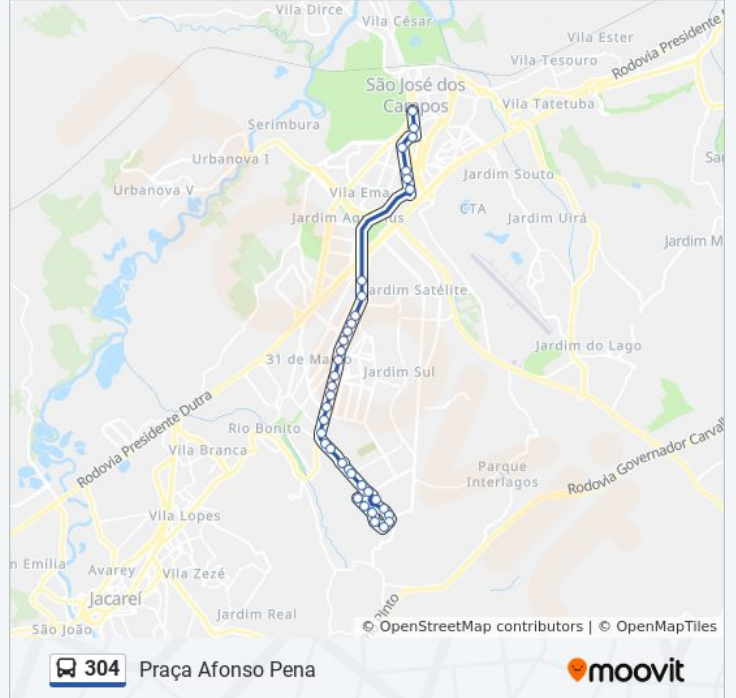 Vila Dirce
Vila César
Vila Ester
Vila Tesouro
Rodovia Presidente
São José dos
Campos
Vila Tatetuba
Serimbura
Urbanova I
Jardim Souto
Urbanova V
Vila Ema
CTA
Jardim Uirá
Jardim M
Jardim Satélite
Jardim do Lago
31 de Ma
Jardim Sul
Rodovia Presidente Dutra
Rio Bonito
Vila Branca
Rodovia Governador Carval
Parque
Interlagos
Vila Lopes
n Emília
Avarey
Vila Zezé
Jacareí
Jardim Real
São João
Pinto
© OpenStreetMap contributors | © OpenMapTiles
304 Praça Afonso Pena
moovit